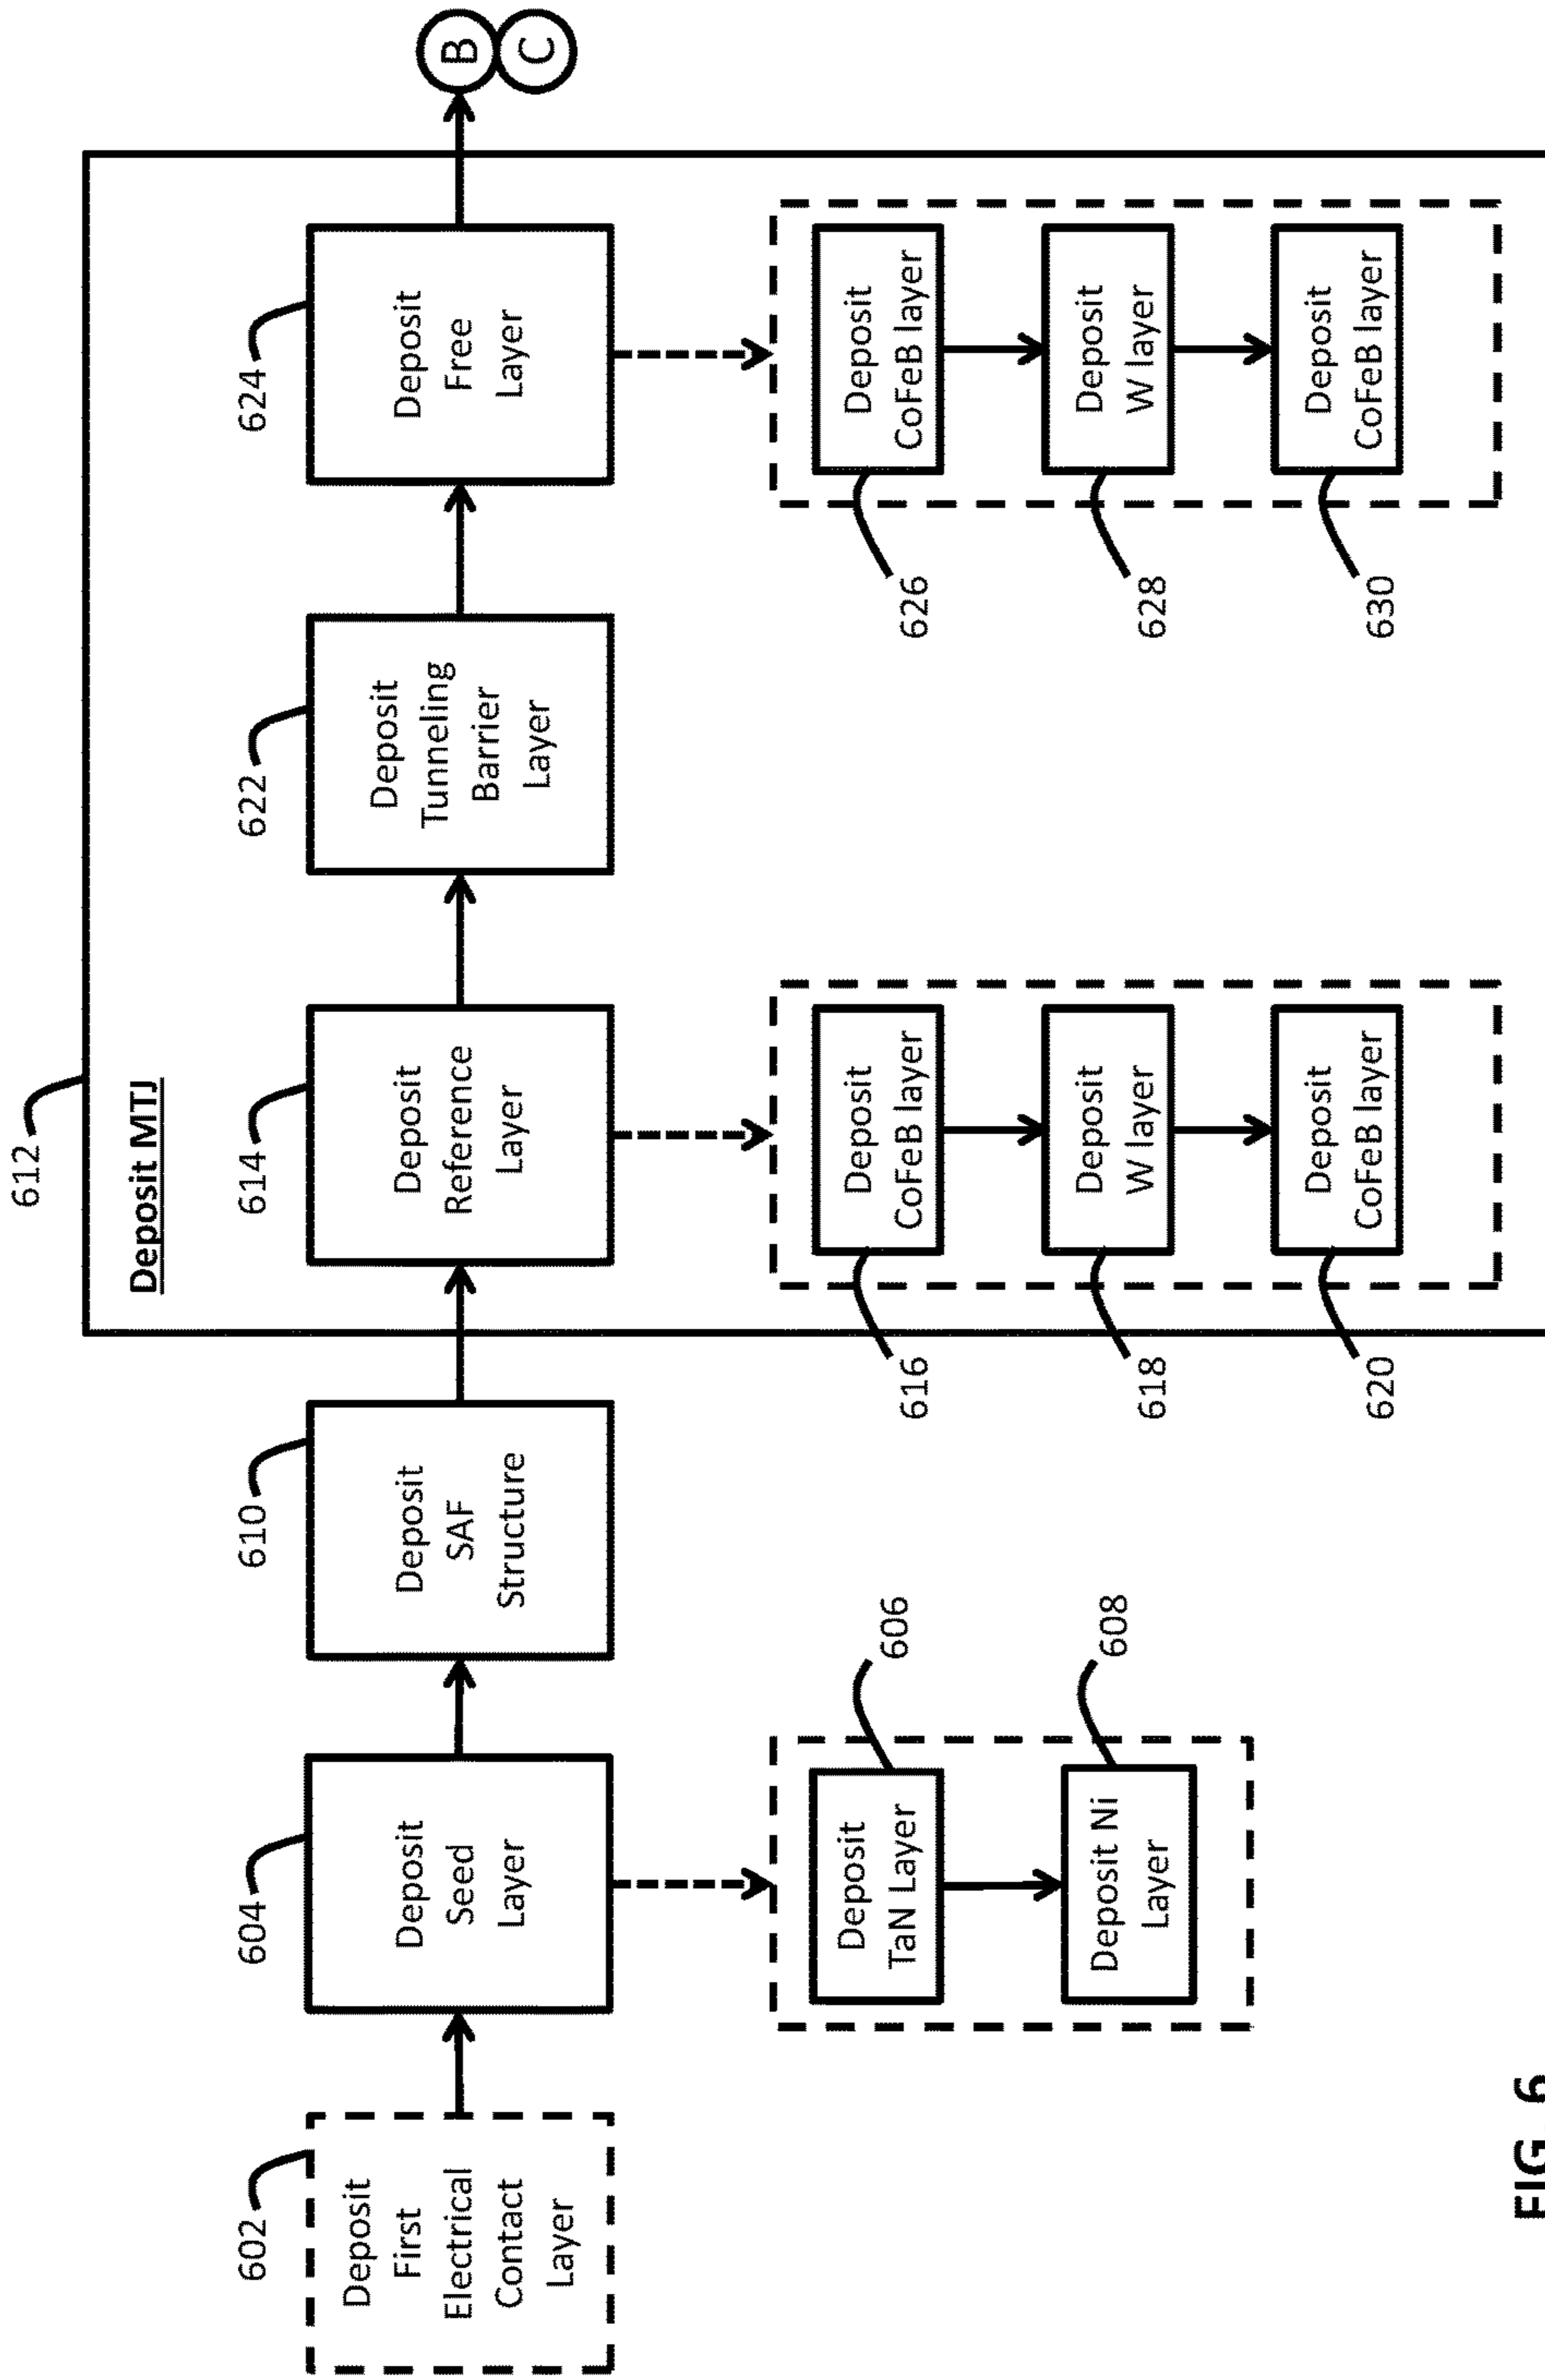 612
Deposit MTJ
602
Deposit
First
Electrical
Contact
Layer
604
Deposit
Seed
Layer
610
Deposit
SAF
Structure
614
Deposit
Reference
Layer
622
Deposit
Tunneling
Barrier
Layer
624
Deposit
Free
Layer
B
C
606
Deposit
TaN Layer
608
Deposit Ni
Layer
616
Deposit
CoFeB layer
618
Deposit
W layer
620
Deposit
CoFeB layer
626
Deposit
CoFeB layer
628
Deposit
W layer
630
Deposit
CoFeB layer
FIG. 6